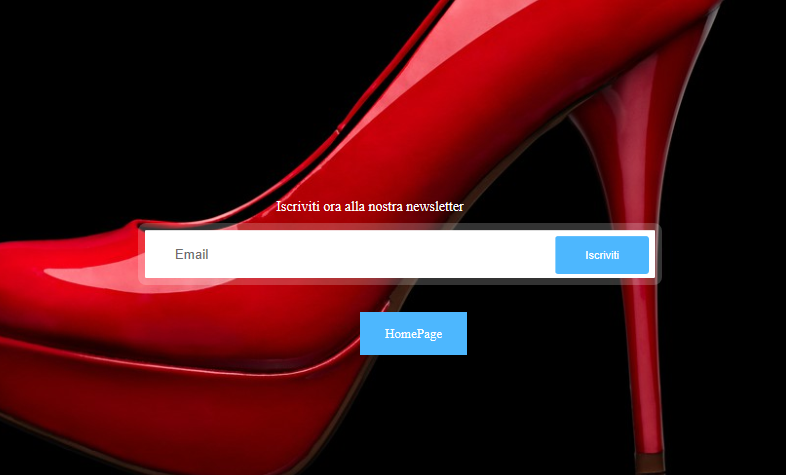 Iscriviti ora alla nostra newsletter
Email
Iscriviti
HomePage